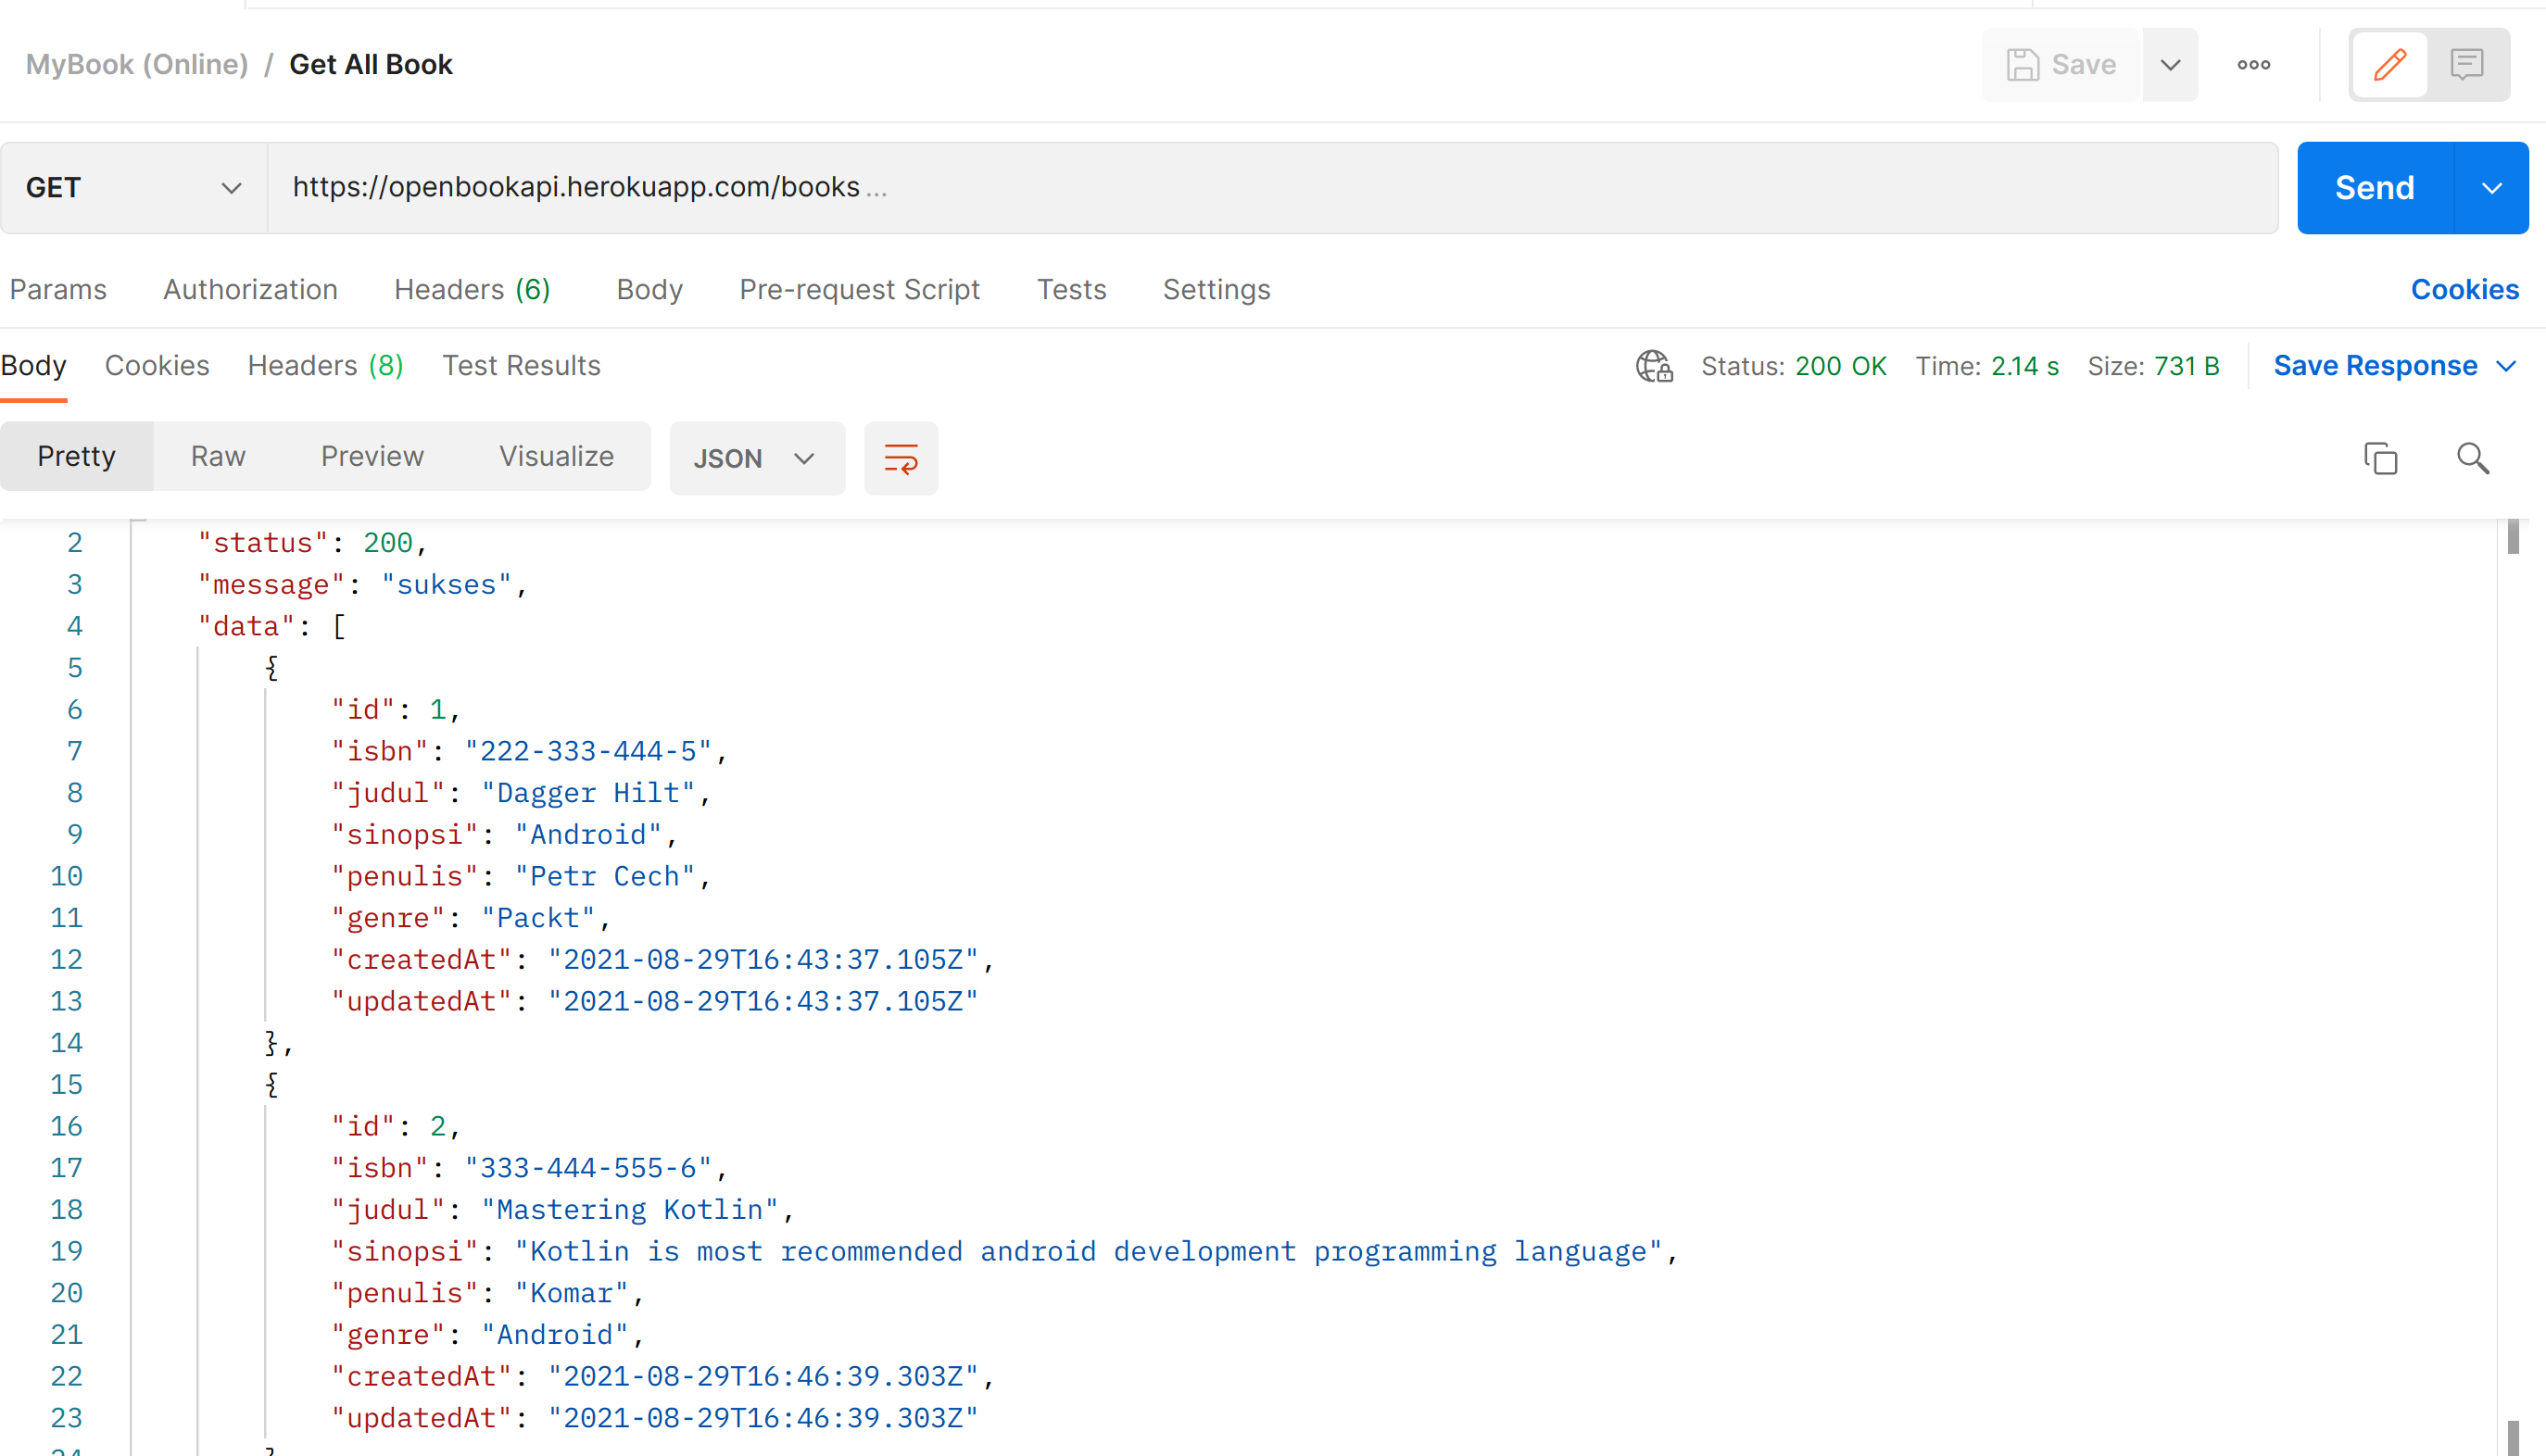 MyBook (Online) / Get All Book
Save
GET https://openbookapi.herokuapp.com/books ...
Send
Params Authorization Headers (6) Body Pre-request Script Tests Settings Cookies
Body Cookies Headers (8) Test Results Status: 200 OK Time: 2.14 s Size: 731 B Save Response
Pretty Raw Preview Visualize JSON
2 "status": 200,
3 "message": "sukses",
4 "data": [
5 {
6 "id": 1,
7 "isbn": "222-333-444-5",
8 "judul": "Dagger Hilt",
9 "sinopsi": "Android",
10 "penulis": "Petr Cech",
11 "genre": "Packt",
12 "createdAt": "2021-08-29T16:43:37.105Z",
13 "updatedAt": "2021-08-29T16:43:37.105Z"
14 },
15 {
16 "id": 2,
17 "isbn": "333-444-555-6",
18 "judul": "Mastering Kotlin",
19 "sinopsi": "Kotlin is most recommended android development programming language",
20 "penulis": "Komar",
21 "genre": "Android",
22 "createdAt": "2021-08-29T16:46:39.303Z",
23 "updatedAt": "2021-08-29T16:46:39.303Z"